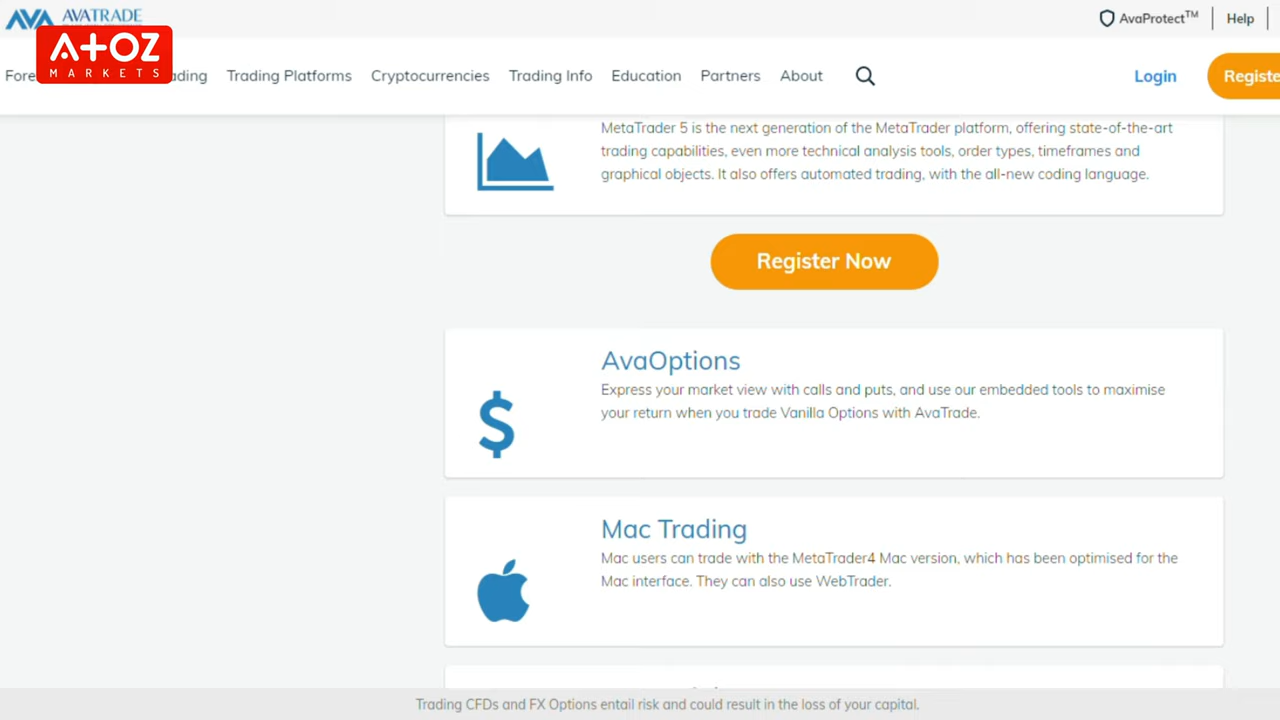 AVA AVATRADE
AvaProtect™
Help
A+OZ
MARKETS
Fore
ading
Trading Platforms
Cryptocurrencies
Trading Info
Education
Partners
About
Login
Registe
MetaTrader 5 is the next generation of the MetaTrader platform, offering state-of-the-art
trading capabilities, even more technical analysis tools, order types, timeframes and
graphical objects. It also offers automated trading, with the all-new coding language.
Register Now
AvaOptions
Express your market view with calls and puts, and use our embedded tools to maximise
your return when you trade Vanilla Options with AvaTrade.
Mac Trading
Mac users can trade with the MetaTrader4 Mac version, which has been optimised for the
Mac interface. They can also use WebTrader.
Trading CFDs and FX Options entail risk and could result in the loss of your capital.